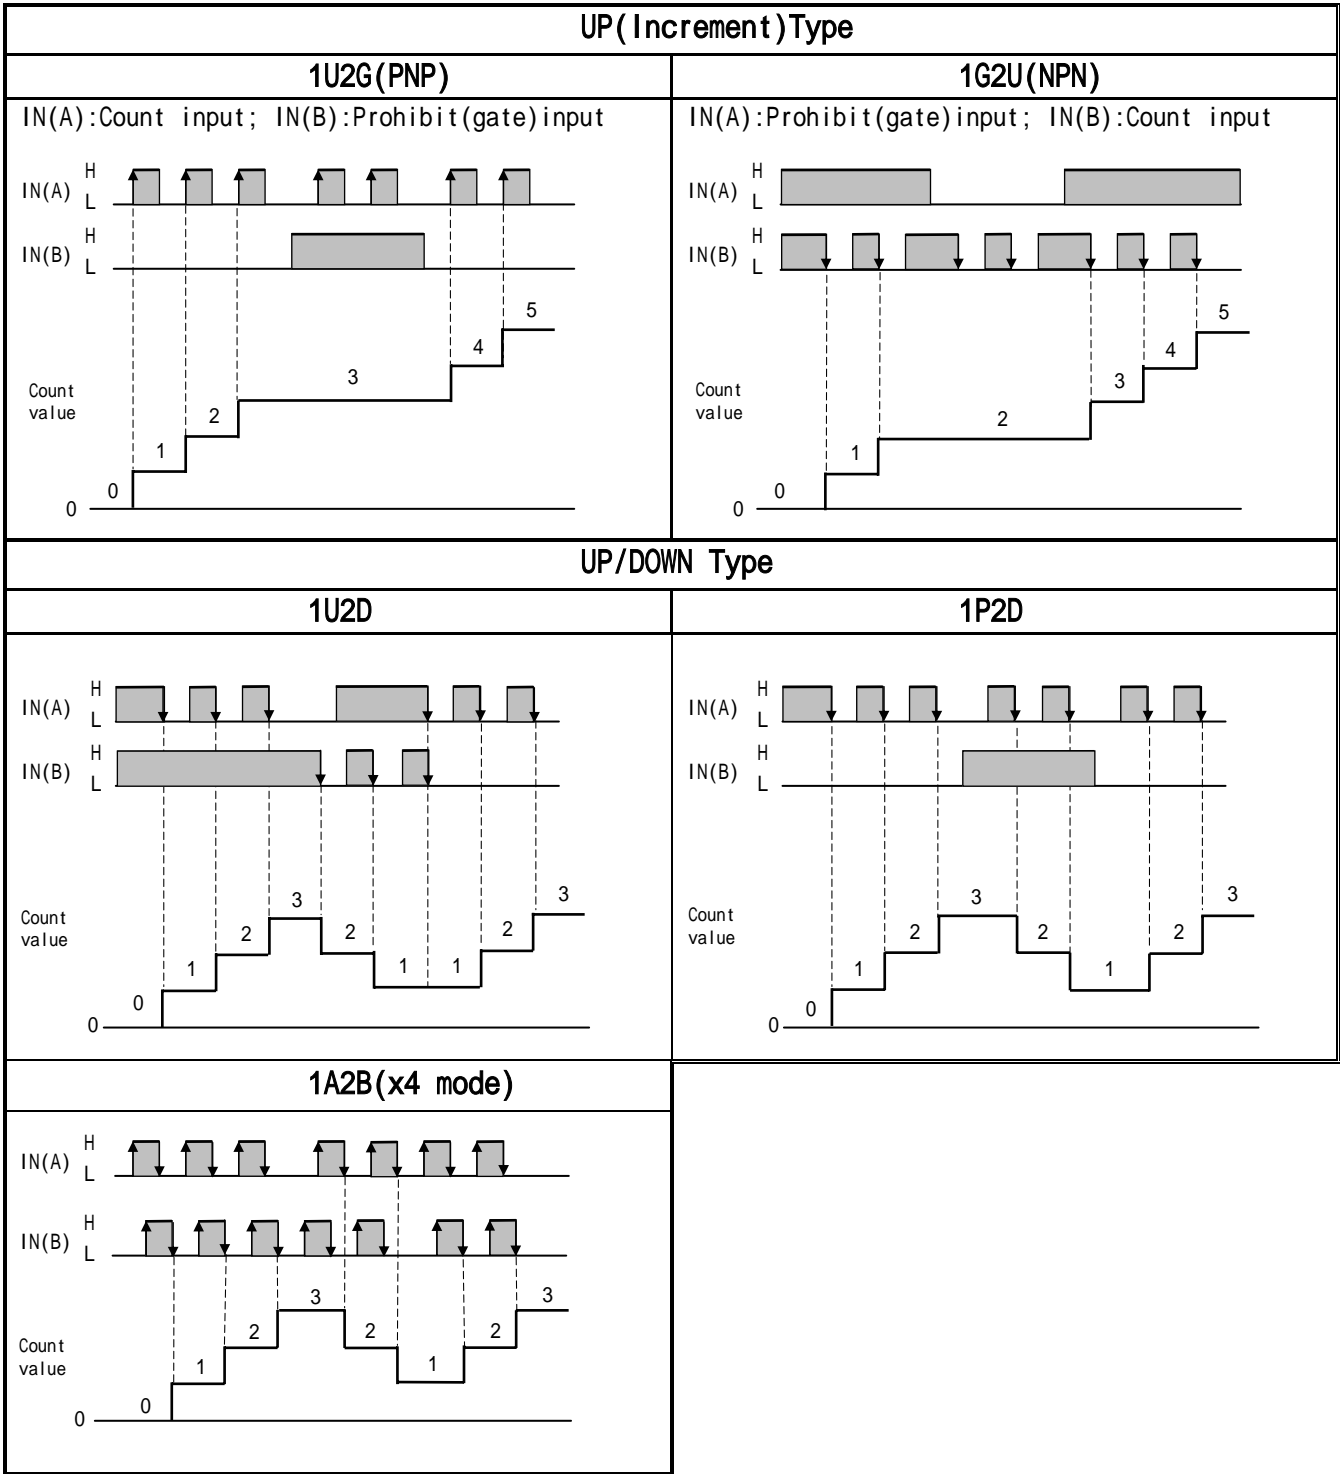 UP(Increment)Type
1U2G(PNP)
1G2U(NPN)
IN(A):Count input; IN(B):Prohibit(gate)input
IN(A):Prohibit(gate)input; IN(B):Count input
IN(A) H L
IN(B) H L
Count value
0
0
1
2
3
4
5
IN(A) H L
IN(B) H L
Count value
0
0
1
2
3
4
5
UP/DOWN Type
1U2D
1P2D
IN(A) H L
IN(B) H L
Count value
0
0
1
2
3
2
1
1
2
3
IN(A) H L
IN(B) H L
Count value
0
0
1
2
3
2
1
2
3
1A2B(x4 mode)
IN(A) H L
IN(B) H L
Count value
0
0
1
2
3
2
1
2
3